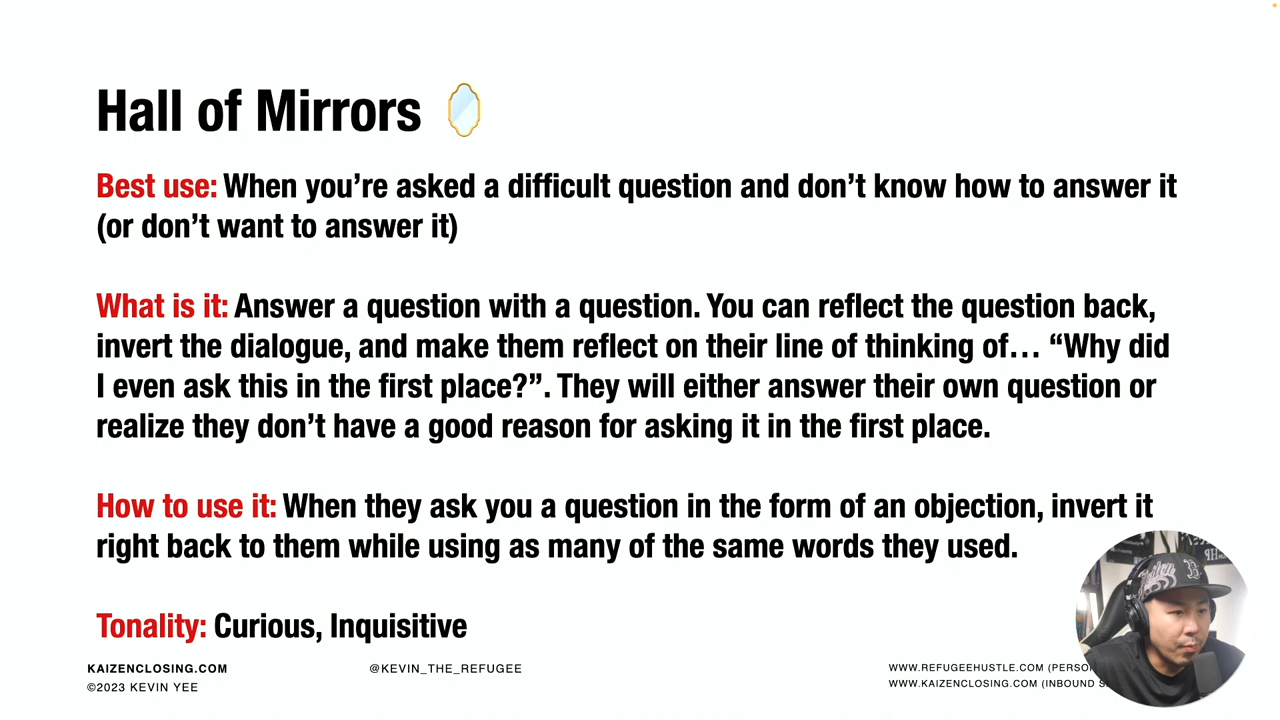 Hall of Mirrors
Best use: When you’re asked a difficult question and don’t know how to answer it
(or don’t want to answer it)
What is it: Answer a question with a question. You can reflect the question back,
invert the dialogue, and make them reflect on their line of thinking of… “Why did
I even ask this in the first place?”. They will either answer their own question or
realize they don’t have a good reason for asking it in the first place.
How to use it: When they ask you a question in the form of an objection, invert it
right back to them while using as many of the same words they used.
Tonality: Curious, Inquisitive
KAIZENCLOSING.COM
©2023 KEVIN YEE
@KEVIN_THE_REFUGEE
WWW.REFUGEEHUSTLE.COM
WWW.KAIZENCLOSING.COM (INBOUND